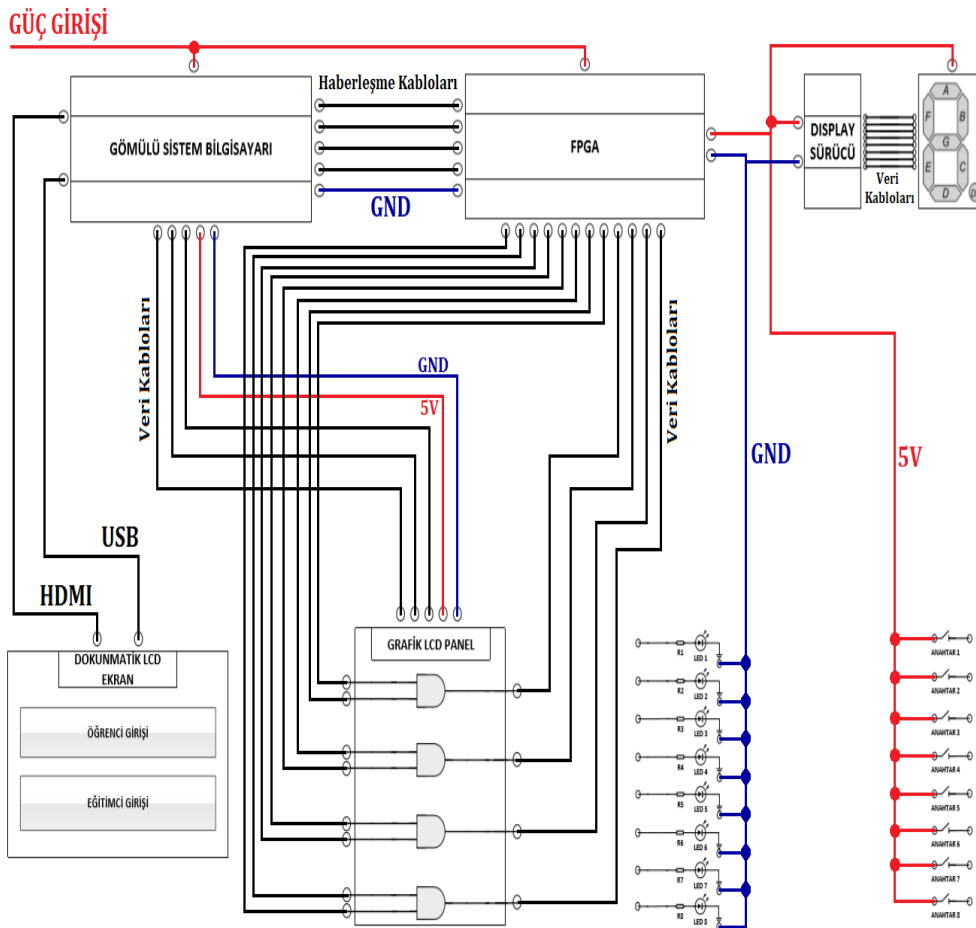 GÜÇ GİRİŞİ
Haberleşme Kabloları
GÖMÜLÜ SİSTEM BİLGİSAYARI
FPGA
GND
DISPLAY
SÜRÜCÜ
Veri
Kabloları
A
F
B
G
E
C
D
Veri Kabloları
GND
5V
Veri Kabloları
GND
5V
USB
HDMI
DOKUNMATİK LCD
EKRAN
ÖĞRENCİ GİRİŞİ
EĞİTİMCİ GİRİŞİ
GRAFİK LCD PANEL
R1
LED 1
R2
LED 2
R3
LED 3
R4
LED 4
R5
LED 5
R6
LED 6
R7
LED 7
R8
LED 8
ANAHTAR 1
ANAHTAR 2
ANAHTAR 3
ANAHTAR 4
ANAHTAR 5
ANAHTAR 6
ANAHTAR 7
ANAHTAR 8